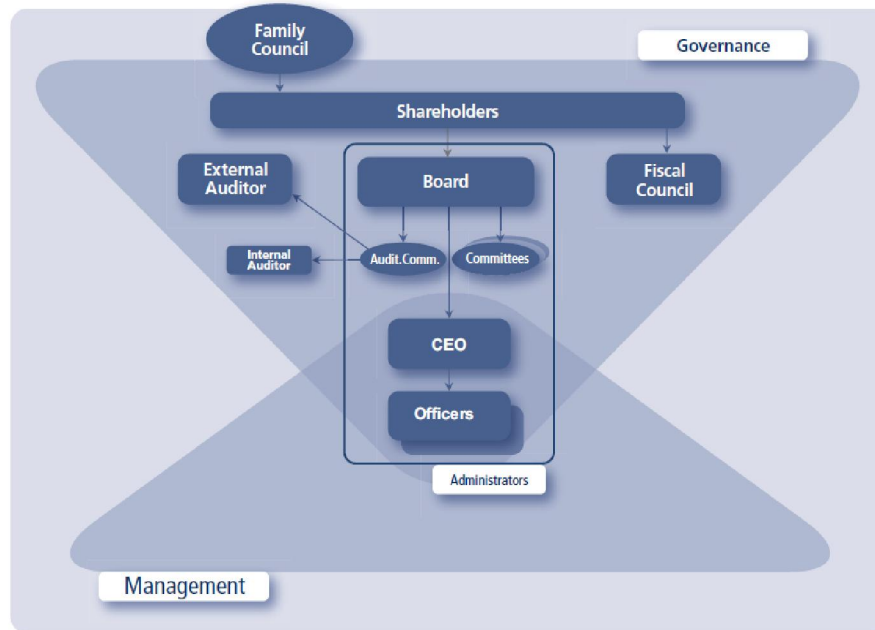 Family
Council
Governance
Shareholders
External
Auditor
Board
Fiscal
Council
Internal
Auditor
Audit.Comm.
Committees
CEO
Officers
Administrators
Management